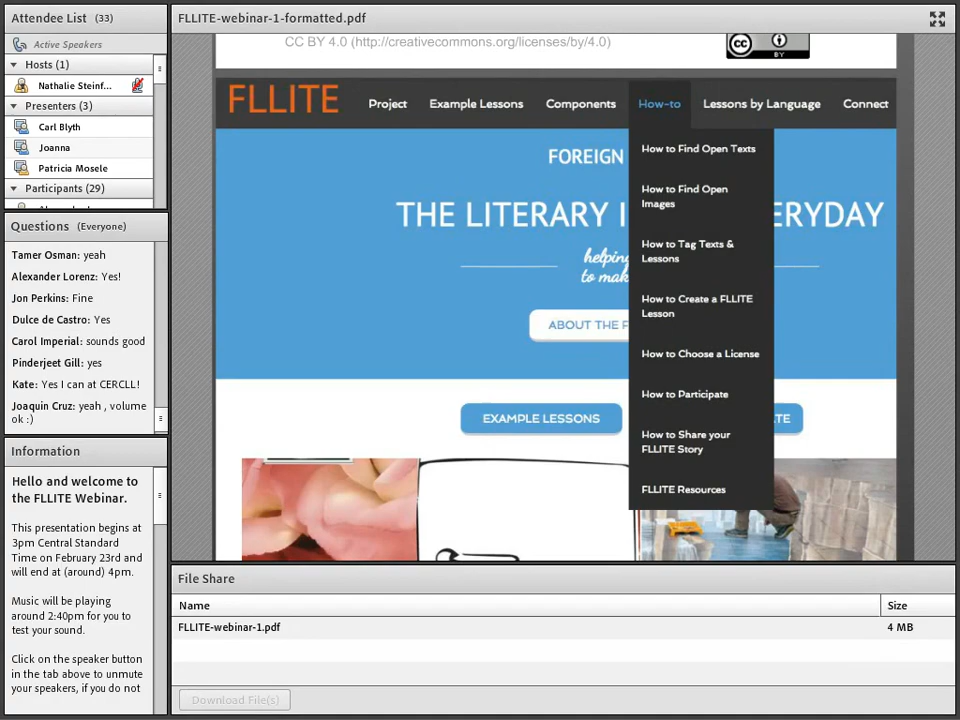 Attendee List (33)
Active Speakers
Hosts (1)
Nathalie Steinf...
Presenters (3)
Carl Blyth
Joanna
Patricia Mosele
Participants (29)
Questions (Everyone)
Tamer Osman: yeah
Alexander Lorenz: Yes!
Jon Perkins: Fine
Dulce de Castro: Yes
Carol Imperial: sounds good
Pinderjeet Gill: yes
Kate: Yes I can at CERCLL!
Joaquin Cruz: yeah , volume
ok :)
Information
Hello and welcome to
the FLLITE Webinar.
This presentation begins at
3pm Central Standard
Time on February 23rd and
will end at (around) 4pm.
Music will be playing
around 2:40pm for you to
test your sound.
Click on the speaker button
in the tab above to unmute
your speakers, if you do not
FLLITE-webinar-1-formatted.pdf
CC BY 4.0 (http://creativecommons.org/licenses/by/4.0)
cc BY
FLLITE Project Example Lessons Components How-to Lessons by Language Connect
FOREIGN
THE LITERARY I ERYDAY
helping
to mak
ABOUT THE F
EXAMPLE LESSONS
TE
How to Find Open Texts
How to Find Open
Images
How to Tag Texts &
Lessons
How to Create a FLLITE
Lesson
How to Choose a License
How to Participate
How to Share your
FLLITE Story
FLLITE Resources
File Share
Name Size
FLLITE-webinar-1.pdf 4 MB
Download File(s)